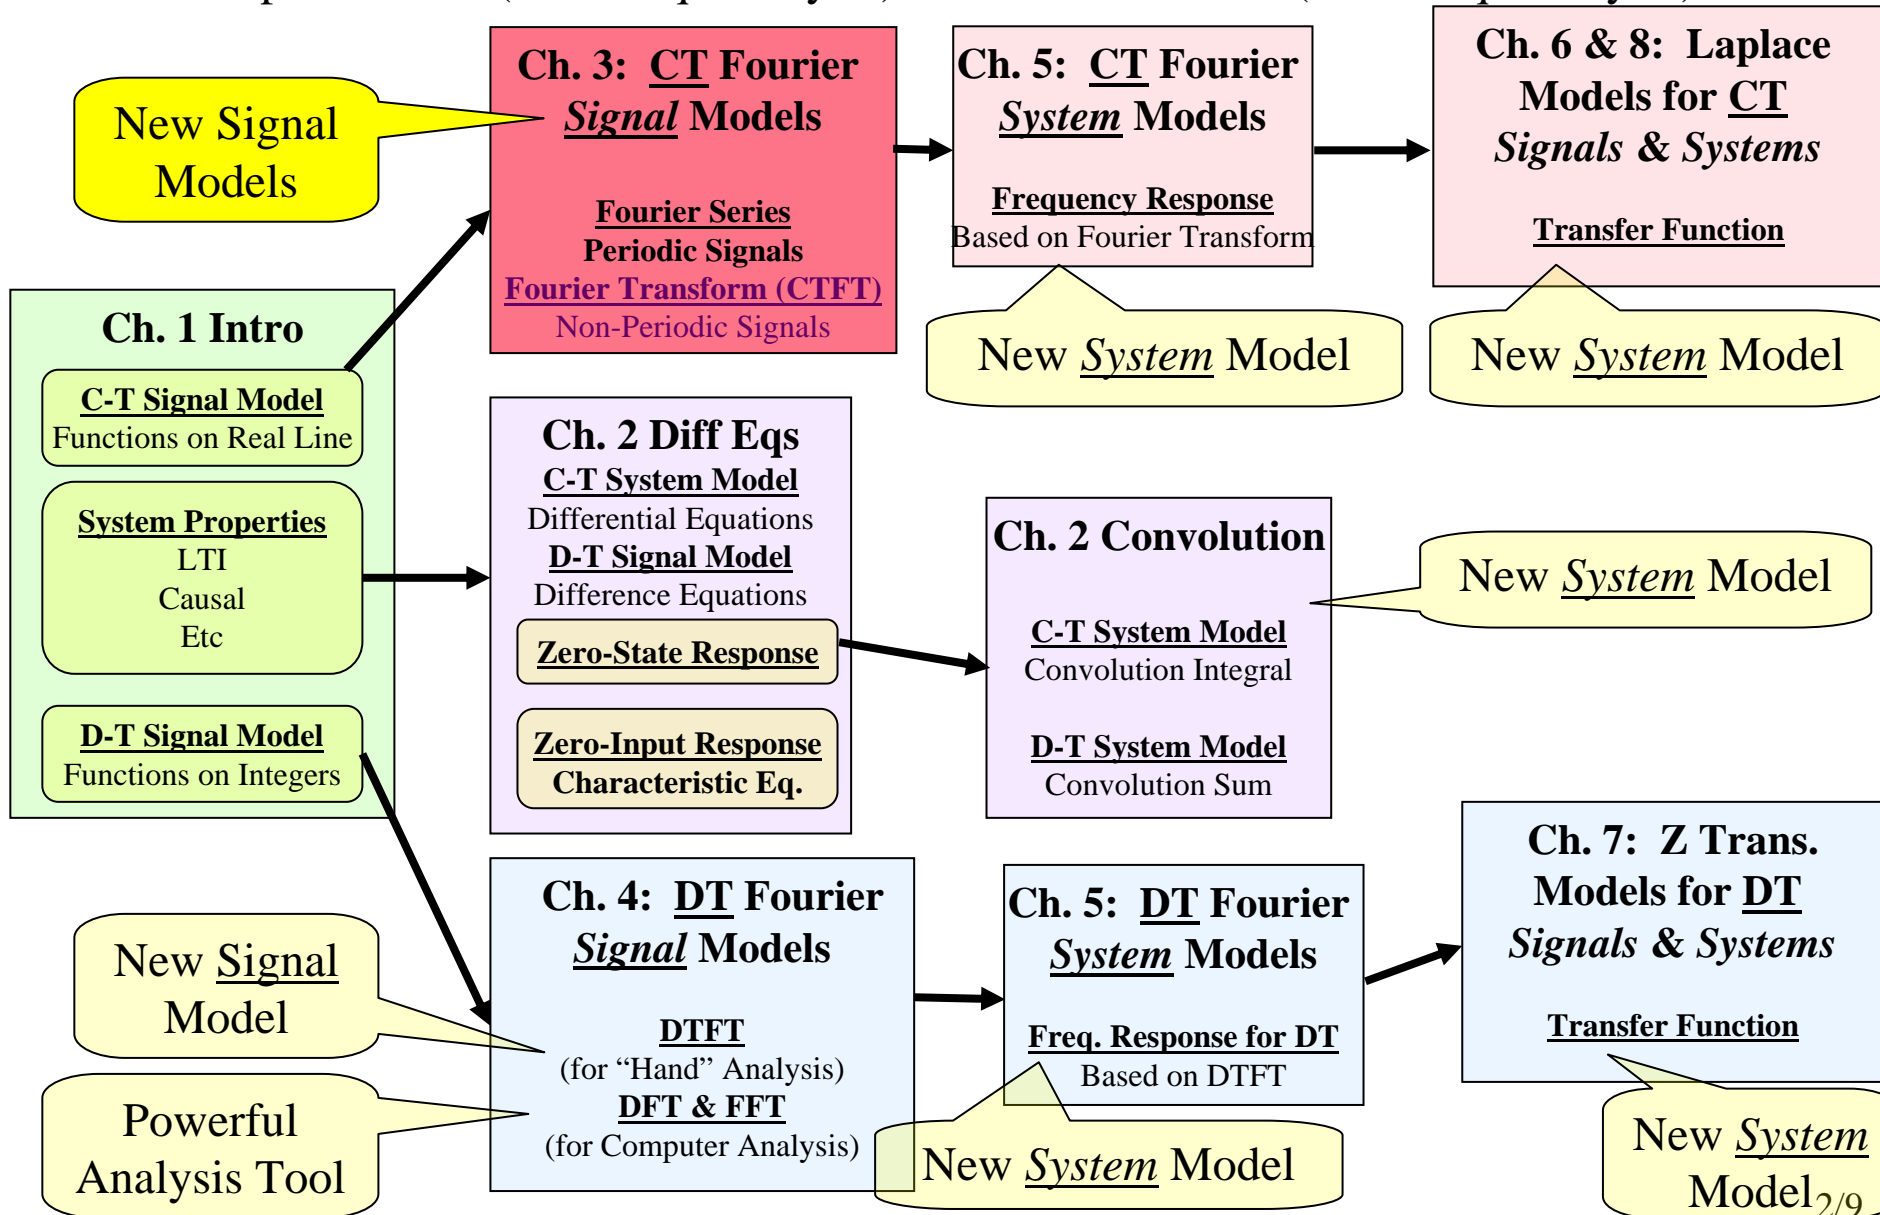 New Signal
Models
Ch. 3: CT Fourier
Signal Models
Fourier Series
Periodic Signals
Fourier Transform (CTFT)
Non-Periodic Signals
Ch. 5: CT Fourier
System Models
Frequency Response
Based on Fourier Transform
New System Model
Ch. 6 & 8: Laplace
Models for CT
Signals & Systems
Transfer Function
New System Model
Ch. 1 Intro
C-T Signal Model
Functions on Real Line
System Properties
LTI
Causal
Etc
D-T Signal Model
Functions on Integers
Ch. 2 Diff Eqs
C-T System Model
Differential Equations
D-T Signal Model
Difference Equations
Zero-State Response
Zero-Input Response
Characteristic Eq.
Ch. 2 Convolution
C-T System Model
Convolution Integral
D-T System Model
Convolution Sum
New System Model
New Signal
Model
Powerful
Analysis Tool
Ch. 4: DT Fourier
Signal Models
DTFT
(for “Hand” Analysis)
DFT & FFT
(for Computer Analysis)
Ch. 5: DT Fourier
System Models
Freq. Response for DT
Based on DTFT
New System Model
Ch. 7: Z Trans.
Models for DT
Signals & Systems
Transfer Function
New System
Model
2/9